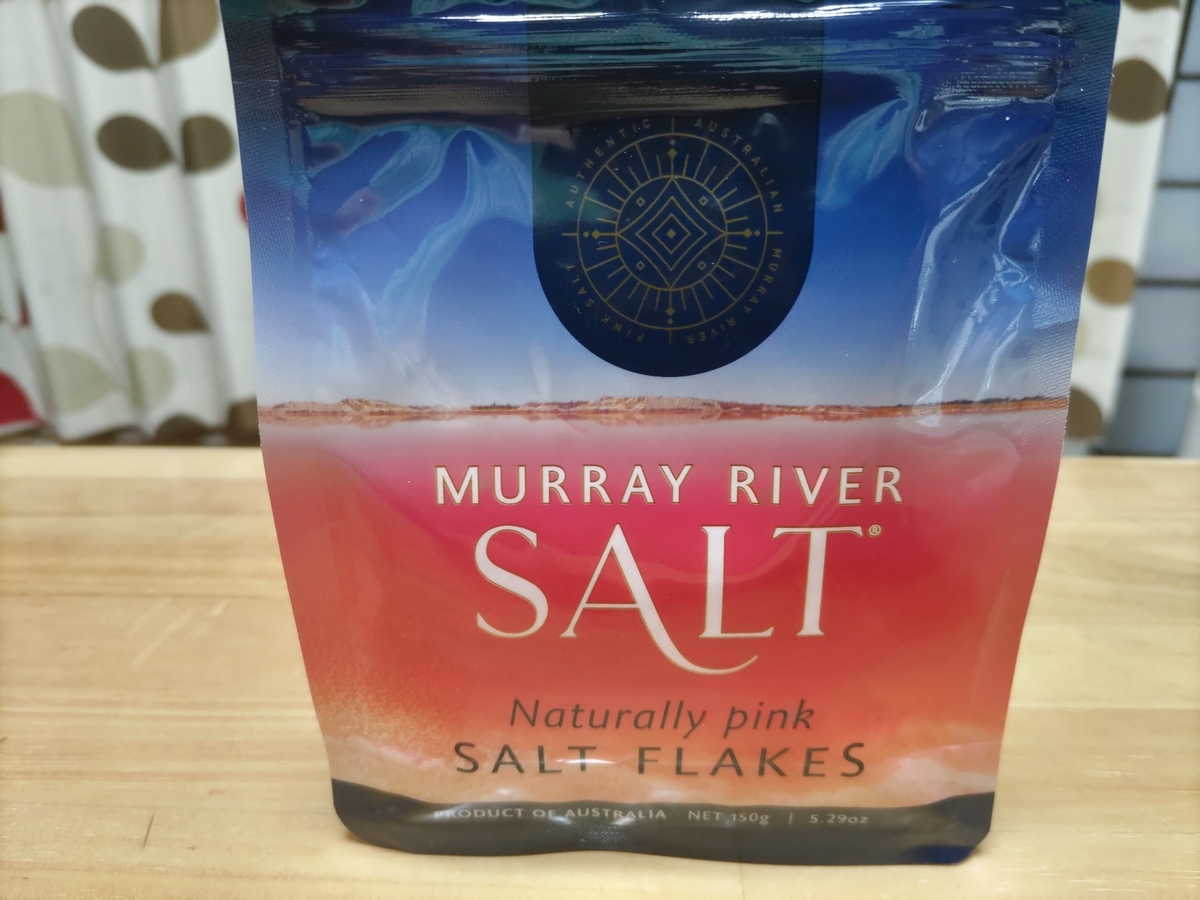 AUTHENTIC | AUSTRALIAN
MURRAY RIVER | PINK SALT
MURRAY RIVER
SALT®
Naturally pink
SALT FLAKES
PRODUCT OF AUSTRALIA NET 150g | 5.29oz